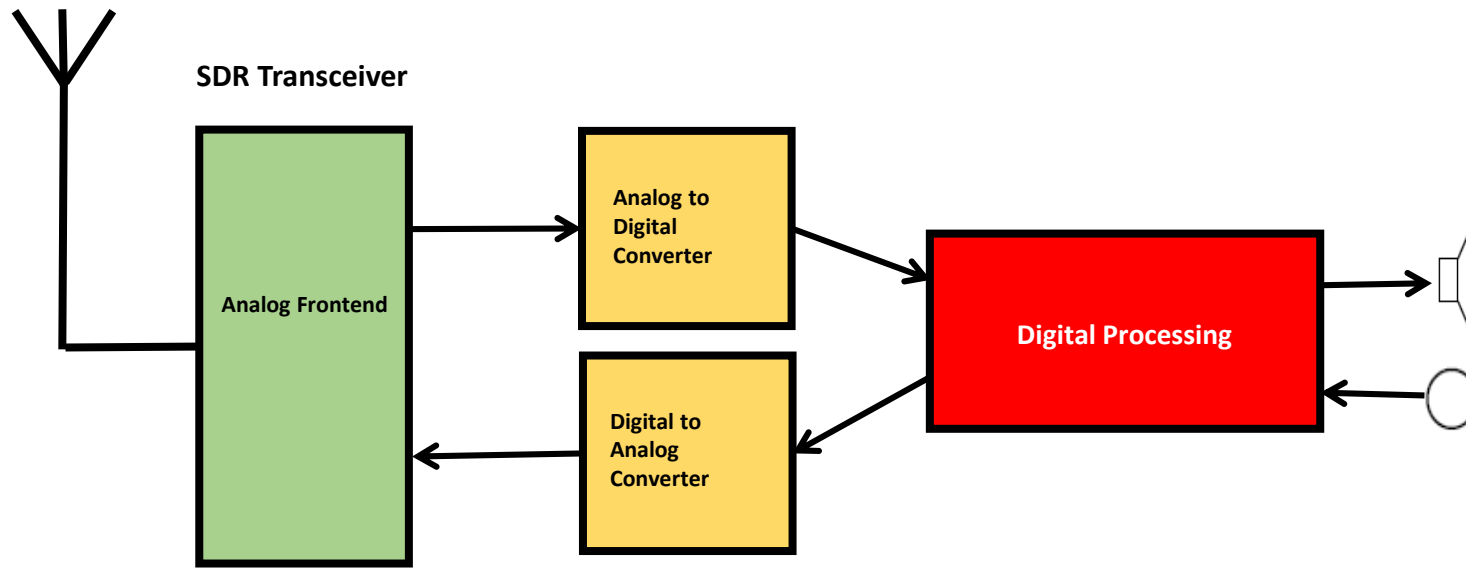 SDR Transceiver
Analog Frontend
Analog to
Digital
Converter
Digital to
Analog
Converter
Digital Processing